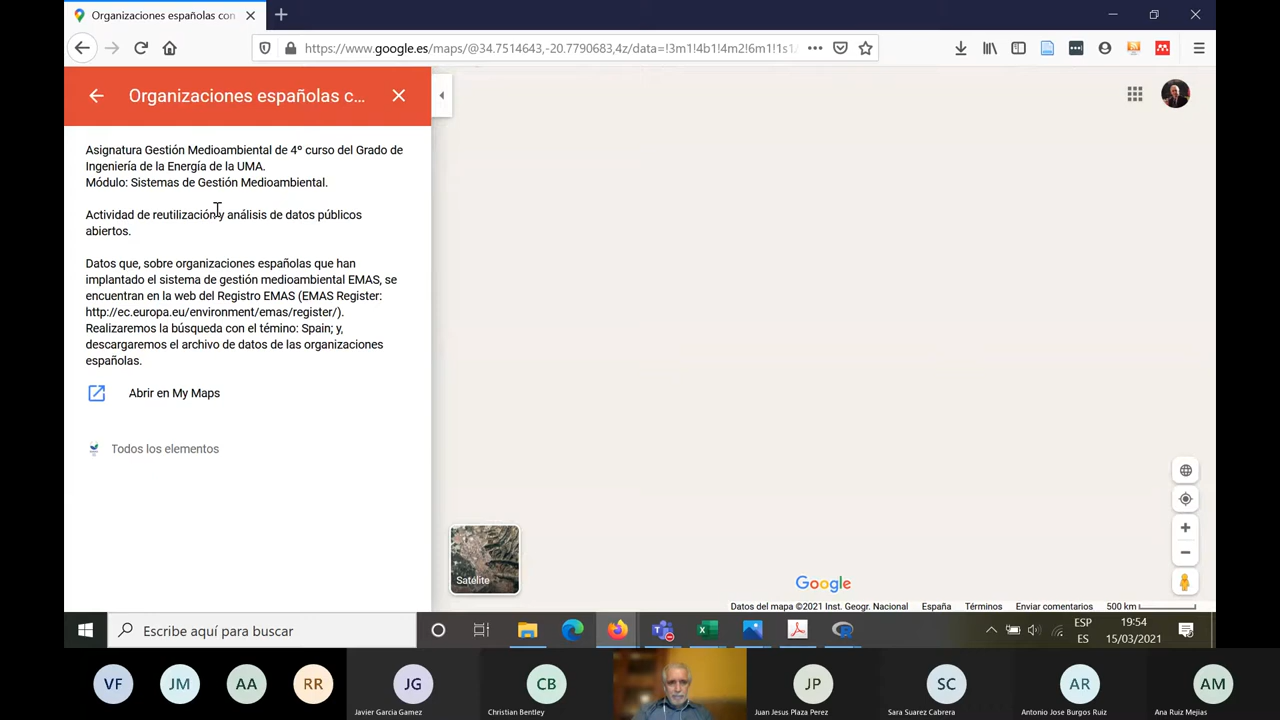 Organizaciones españolas con
https://www.google.es/maps/@34.7514643,-20.7790683,4z/data=!3m1!4b1!4m2!6m1!1s1
Organizaciones españolas c...
Asignatura Gestión Medioambiental de 4º curso del Grado de
Ingeniería de la Energía de la UMA.
Módulo: Sistemas de Gestión Medioambiental.
Actividad de reutilización y análisis de datos públicos
abiertos.
Datos que, sobre organizaciones españolas que han
implantado el sistema de gestión medioambiental EMAS, se
encuentran en la web del Registro EMAS (EMAS Register:
http://ec.europa.eu/environment/emas/register/).
Realizaremos la búsqueda con el témino: Spain; y,
descargaremos el archivo de datos de las organizaciones
españolas.
Abrir en My Maps
Todos los elementos
Satélite
Google
Datos del mapa ©2021 Inst. Geogr. Nacional España Términos Enviar comentarios 500 km
Escribe aquí para buscar
ESP
ES
19:54
15/03/2021
VF JM AA RR JG CB JP SC AR AM
Javier Garcia Gamez Christian Bentley Juan Jesus Plaza Perez Sara Suarez Cabrera Antonio Jose Burgos Ruiz Ana Ruiz Mejias